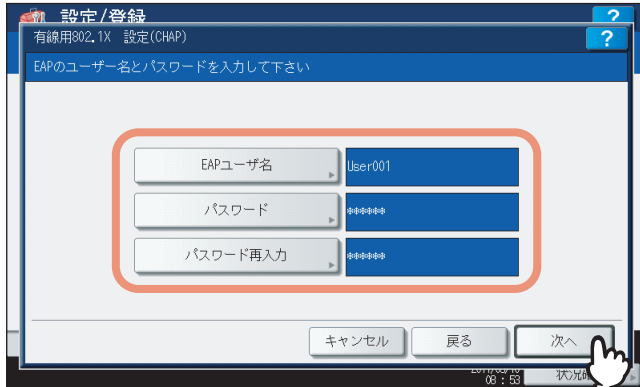 設定/登録
?
有線用802.1X 設定(CHAP)
?
EAPのユーザー名とパスワードを入力して下さい
EAPユーザ名
User001
パスワード
******
パスワード再入力
******
キャンセル
戻る
次へ
08 : 53
状況